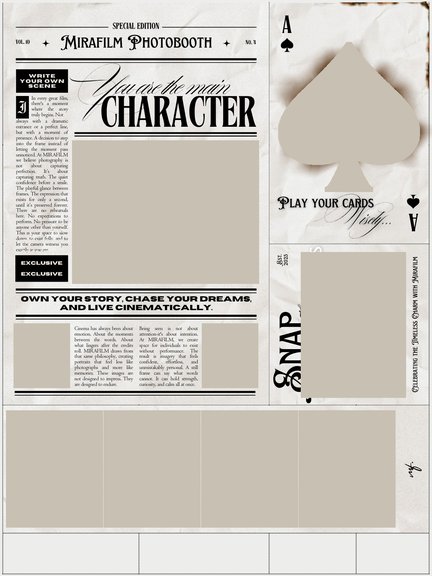 SPECIAL EDITION
VOL. 10
MIRAFILM PHOTOBOOTH
NO. 3
WRITE
YOUR OWN
SCENE
You are the main
CHARACTER
In every great film,
there's a moment
where the story
truly begins. Not
always with a dramatic
entrance or a perfect line,
but with a moment of
presence. A decision to step
into the frame instead of
letting the moment pass
unnoticed. At MIRAFILM
we believe photography is
not about capturing
perfection. It's about
capturing truth. The quiet
confidence before a smile.
The playful glance between
frames. The expression that
exists for only a second,
until it's preserved forever.
There are no rehearsals
here. No expectations to
perform. No pressure to be
anyone other than yourself.
This is your space to slow
let the camera witness you
EXCLUSIVE
EXCLUSIVE
OWN YOUR STORY, CHASE YOUR DREAMS,
AND LIVE CINEMATICALLY.
Cinema has always been about
emotion. About the moments
between the words. About
what lingers after the credits
roll. MIRAFILM draws from
that same philosophy, creating
portraits that feel less like
photographs and more like
memories. These images are
not designed to impress. They
are designed to endure.
Being seen is not about
attention. It's about intention.
At MIRAFILM, we create
space for individuals to exist
without performance. The
result is imagery that feels
confident, effortless, and
unmistakably personal. A still
frame can say what words
cannot. It can hold strength,
curiosity, and calm all at once.
A
PLAY YOUR CARDS
Wisely...
A
EST.
2025
SNAP
CELEBRATING THE TIMELESS CHARM WITH MIRAFILM